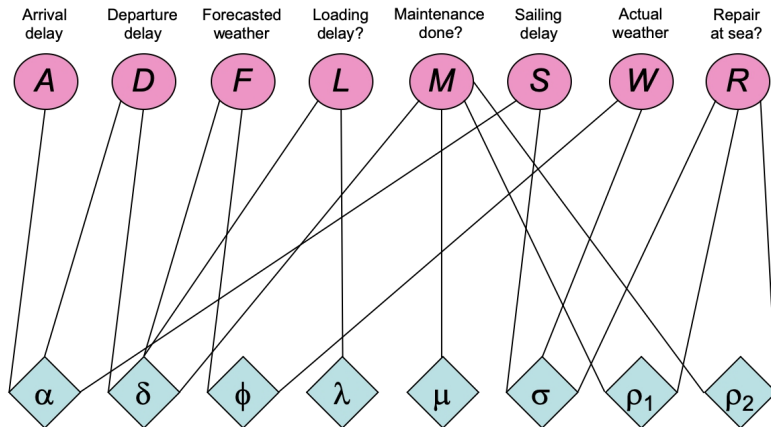 Arrival delay
Departure delay
Forecasted weather
Loading delay?
Maintenance done?
Sailing delay
Actual weather
Repair at sea?
A D F L M S W R
α δ ϕ λ μ σ ρ1 ρ2